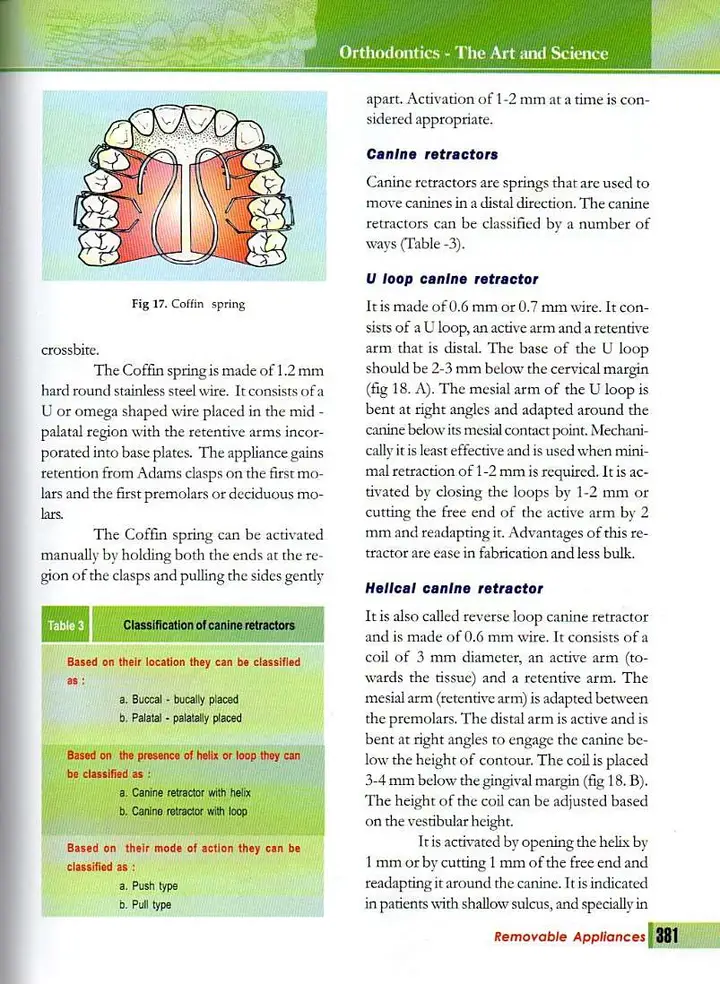 Orthodontics - The Art and Science
Fig 17. Coffin spring
crossbite.
The Coffin spring is made of 1.2 mm
hard round stainless steel wire. It consists of a
U or omega shaped wire placed in the mid -
palatal region with the retentive arms incor-
porated into base plates. The appliance gains
retention from Adams clasps on the first mo-
lars and the first premolars or deciduous mo-
lars.
The Coffin spring can be activated
manually by holding both the ends at the re-
gion of the clasps and pulling the sides gently
Table 3
Classification of canine retractors
Based on their location they can be classified
as :
a. Buccal - bucally placed
b. Palatal - palatally placed
Based on the presence of helix or loop they can
be classified as :
a. Canine retractor with helix
b. Canine retractor with loop
Based on their mode of action they can be
classified as :
a. Push type
b. Pull type
apart. Activation of 1-2 mm at a time is con-
sidered appropriate.
Canine retractors
Canine retractors are springs that are used to
move canines in a distal direction. The canine
retractors can be classified by a number of
ways (Table -3).
U loop canine retractor
It is made of 0.6 mm or 0.7 mm wire. It con-
sists of a U loop, an active arm and a retentive
arm that is distal. The base of the U loop
should be 2-3 mm below the cervical margin
(fig 18. A). The mesial arm of the U loop is
bent at right angles and adapted around the
canine below its mesial contact point. Mechani-
cally it is least effective and is used when mini-
mal retraction of 1-2 mm is required. It is ac-
tivated by closing the loops by 1-2 mm or
cutting the free end of the active arm by 2
mm and readapting it. Advantages of this re-
tractor are ease in fabrication and less bulk.
Helical canine retractor
It is also called reverse loop canine retractor
and is made of 0.6 mm wire. It consists of a
coil of 3 mm diameter, an active arm (to-
wards the tissue) and a retentive arm. The
mesial arm (retentive arm) is adapted between
the premolars. The distal arm is active and is
bent at right angles to engage the canine be-
low the height of contour. The coil is placed
3-4 mm below the gingival margin (fig 18. B).
The height of the coil can be adjusted based
on the vestibular height.
It is activated by opening the helix by
1 mm or by cutting 1 mm of the free end and
readapting it around the canine. It is indicated
in patients with shallow sulcus, and specially in
Removable Appliances 381